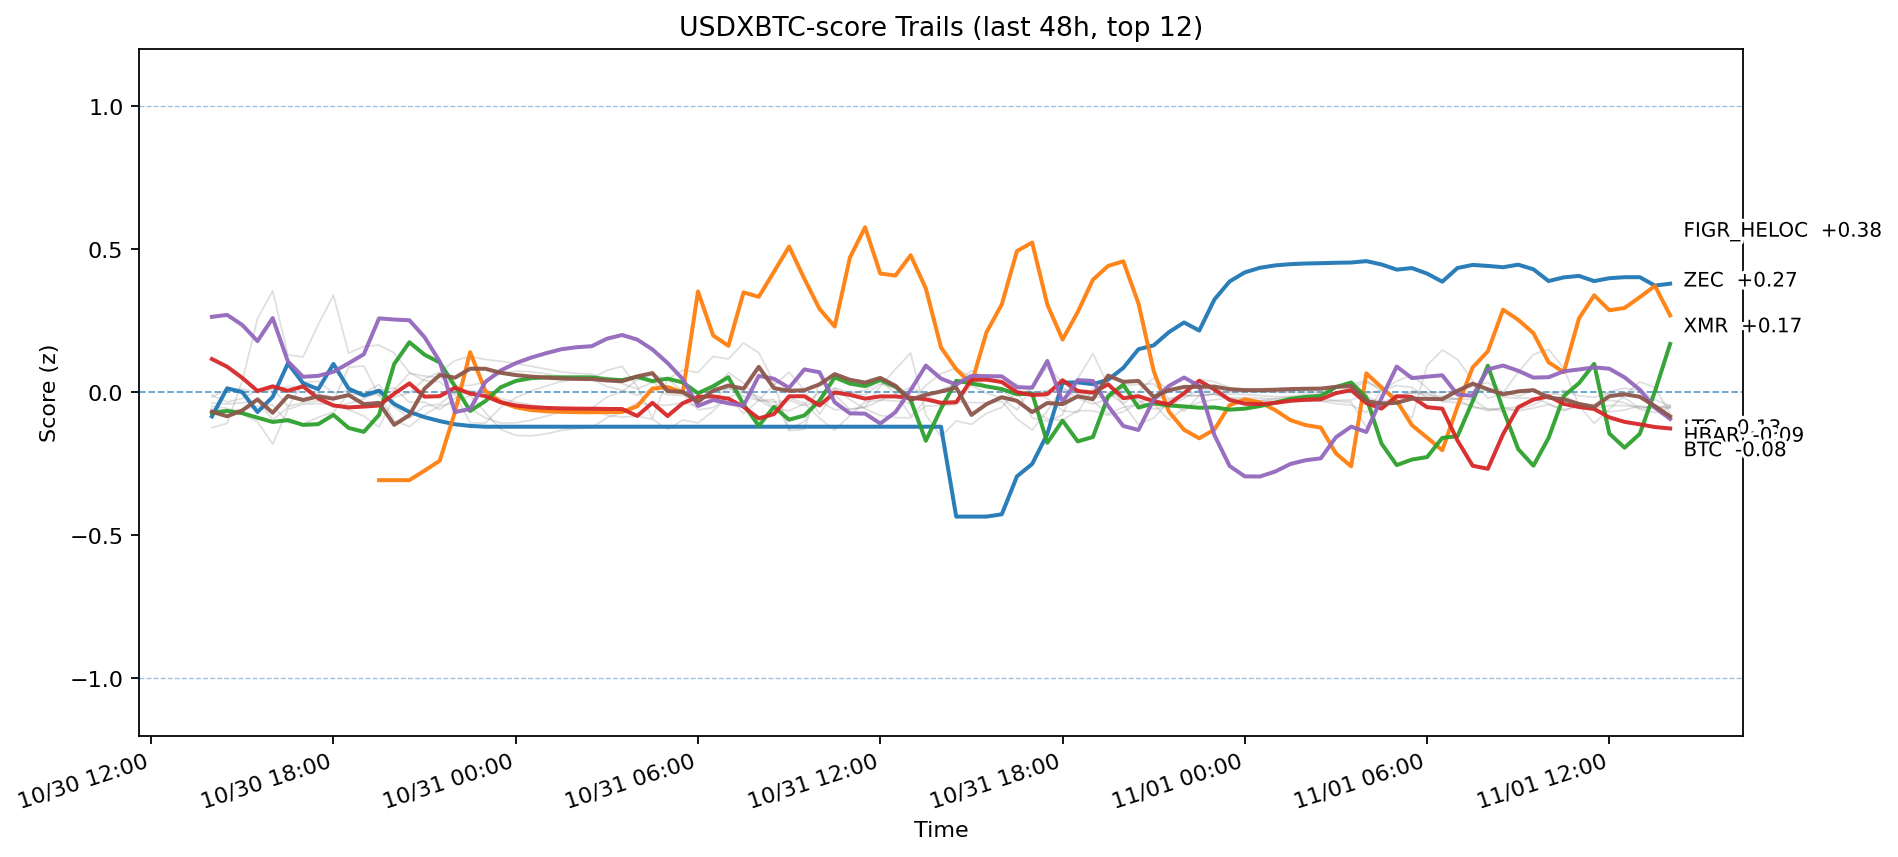 USDXBTC-score Trails (last 48h, top 12)
Score (z)
1.0
0.5
0.0
−0.5
−1.0
FIGR_HELOC +0.38
ZEC +0.27
XMR +0.17
HBAR -0.09
BTC -0.08
10/30 12:00
10/30 18:00
10/31 00:00
10/31 06:00
10/31 12:00
10/31 18:00
11/01 00:00
11/01 06:00
11/01 12:00
Time